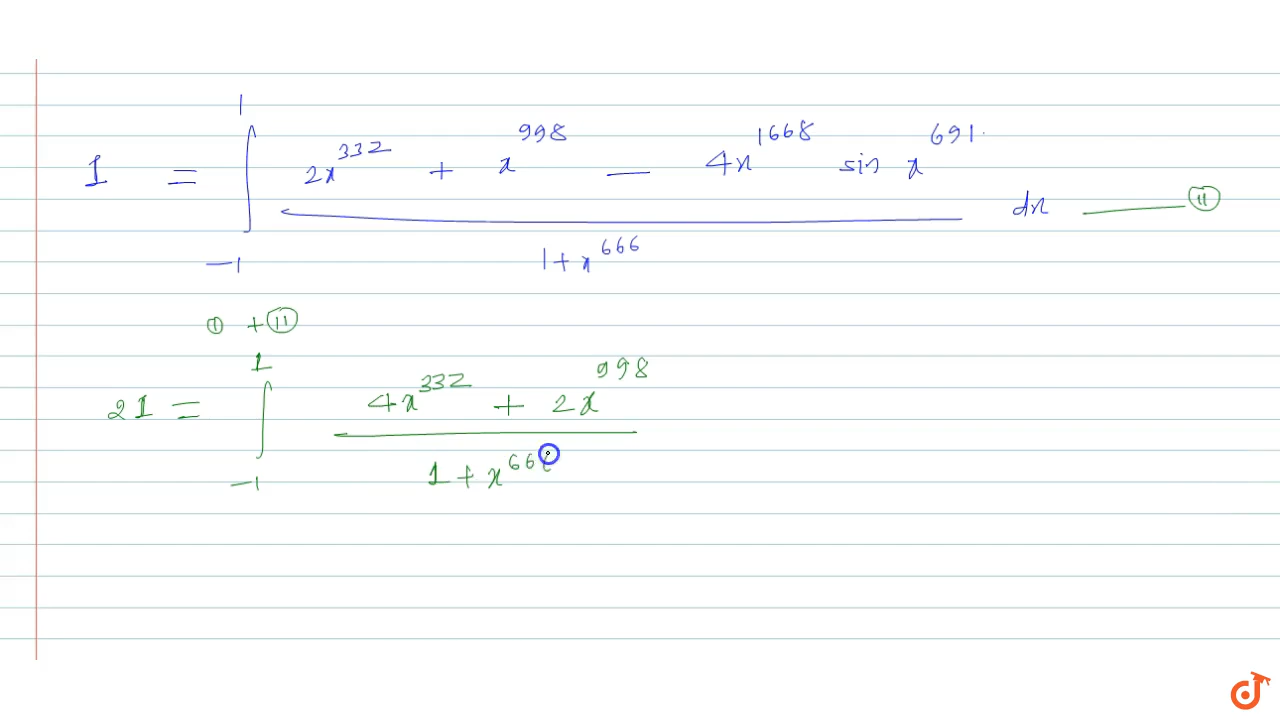 I = ∫_{-1}^{1} (2x^{332} + x^{998} - 4x^{1668} sin x^{691}) / (1 + x^{666}) dx —— (II)
(I) + (II)
2I = ∫_{-1}^{1} (4x^{332} + 2x^{998}) / (1 + x^{666})